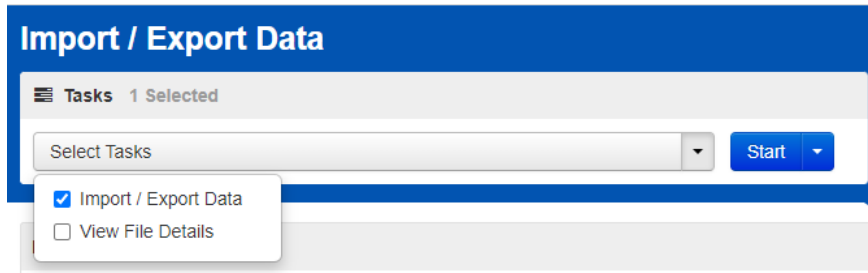 Import / Export Data
Tasks 1 Selected
Select Tasks
Start
Import / Export Data
View File Details